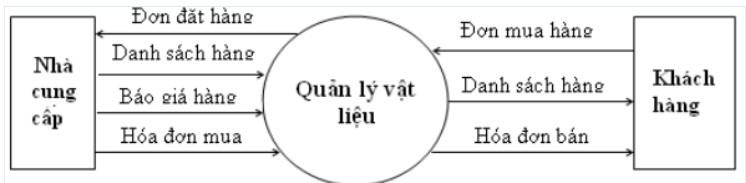 Đơn đặt hàng
Danh sách hàng
Báo giá hàng
Hóa đơn mua
Nhà
cung
cấp
Quản lý vật
liệu
Đơn mua hàng
Danh sách hàng
Hóa đơn bán
Khách
hàng